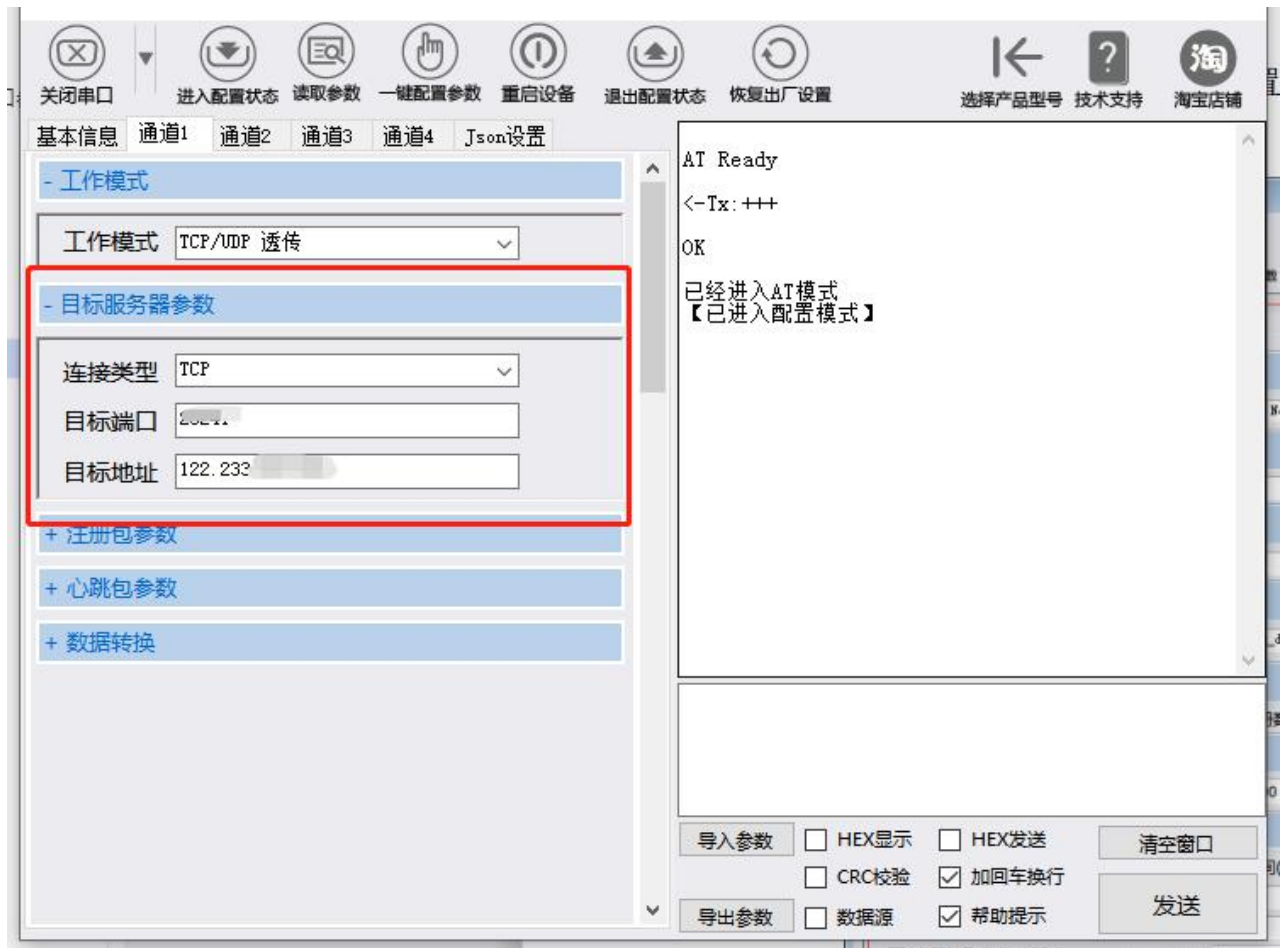 关闭串口 进入配置状态 读取参数 一键配置参数 重启设备 退出配置状态 恢复出厂设置 选择产品型号 技术支持 淘宝店铺
淘
基本信息 通道1 通道2 通道3 通道4 Json设置
- 工作模式
工作模式 TCP/UDP 透传
- 目标服务器参数
连接类型 TCP
目标端口
目标地址 122.233
+ 注册包参数
+ 心跳包参数
+ 数据转换
AT Ready
<-Tx:+++
OK
已经进入AT模式
【已进入配置模式】
导入参数 HEX显示 HEX发送 清空窗口
CRC校验 加回车换行
导出参数 数据源 帮助提示 发送